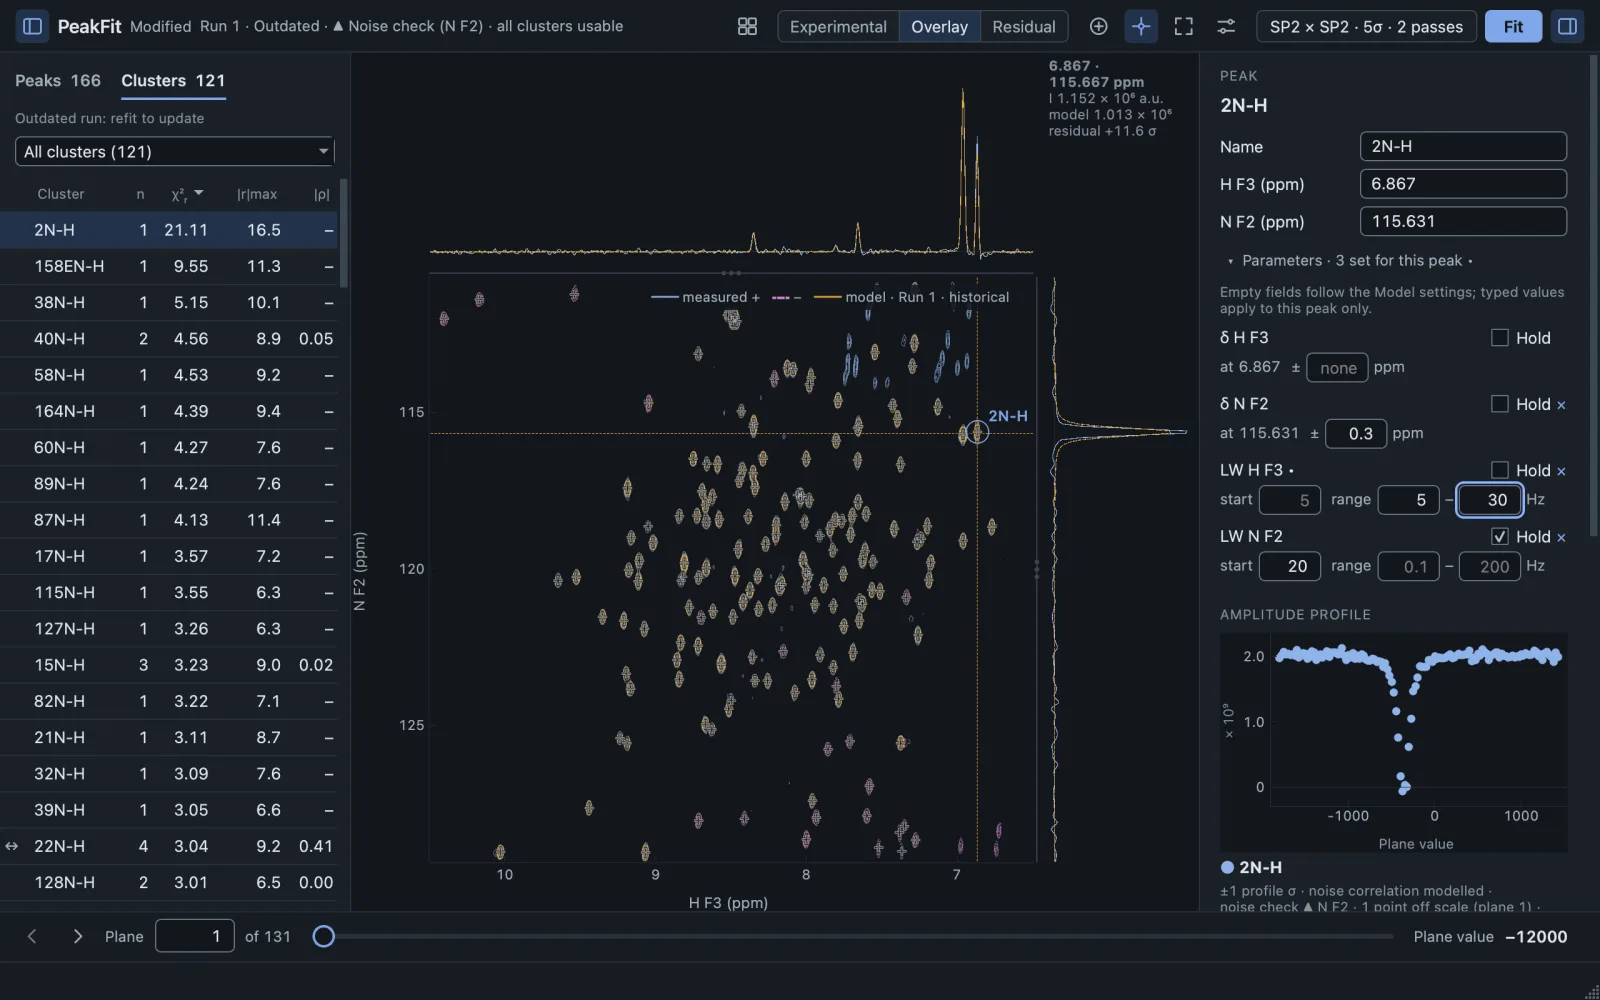 PeakFit Modified Run 1 · Outdated · ▲ Noise check (N F2) · all clusters usable
Experimental Overlay Residual
SP2 × SP2 · 5σ · 2 passes
Fit
Peaks 166 Clusters 121
Outdated run: refit to update
All clusters (121)
Cluster n χ²ᵣ |r|max |ρ|
2N-H 1 21.11 16.5 –
158EN-H 1 9.55 11.3 –
38N-H 1 5.15 10.1 –
40N-H 2 4.56 8.9 0.05
58N-H 1 4.53 9.2 –
164N-H 1 4.39 9.4 –
60N-H 1 4.27 7.6 –
89N-H 1 4.24 7.6 –
87N-H 1 4.13 11.4 –
17N-H 1 3.57 7.2 –
115N-H 1 3.55 6.3 –
127N-H 1 3.26 6.3 –
15N-H 3 3.23 9.0 0.02
82N-H 1 3.22 7.1 –
21N-H 1 3.11 8.7 –
32N-H 1 3.09 7.6 –
39N-H 1 3.05 6.6 –
↔ 22N-H 4 3.04 9.2 0.41
128N-H 2 3.01 6.5 0.00
6.867 ·
115.667 ppm
I 1.152 × 10⁶ a.u.
model 1.013 × 10⁶
residual +11.6 σ
measured + – model · Run 1 · historical
2N-H
115
120
125
N F2 (ppm)
10 9 8 7
H F3 (ppm)
PEAK
2N-H
Name 2N-H
H F3 (ppm) 6.867
N F2 (ppm) 115.631
▾ Parameters · 3 set for this peak •
Empty fields follow the Model settings; typed values
apply to this peak only.
δ H F3 Hold
at 6.867 ± none ppm
δ N F2 Hold ×
at 115.631 ± 0.3 ppm
LW H F3 • Hold ×
start 5 range 5 – 30 Hz
LW N F2 Hold ×
start 20 range 0.1 – 200 Hz
AMPLITUDE PROFILE
2.0
1.0
0
× 10⁹
-1000 0 1000
Plane value
2N-H
±1 profile σ · noise correlation modelled ·
noise check ▲ N F2 · 1 point off scale (plane 1) ·
Plane 1 of 131
Plane value −12000